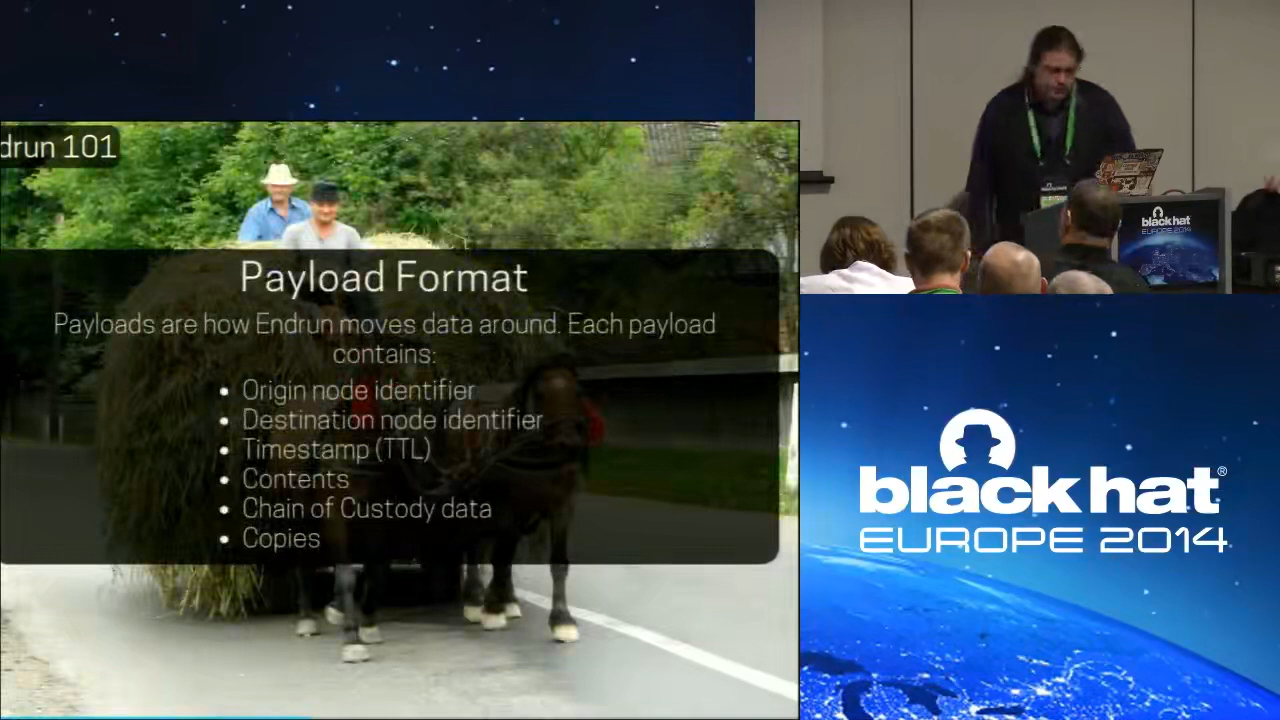 drun 101
Payload Format
Payloads are how Endrun moves data around. Each payload
contains:
Origin node identifier
Destination node identifier
Timestamp (TTL)
Contents
Chain of Custody data
Copies
black hat
EUROPE 2014
black hat®
EUROPE 2014